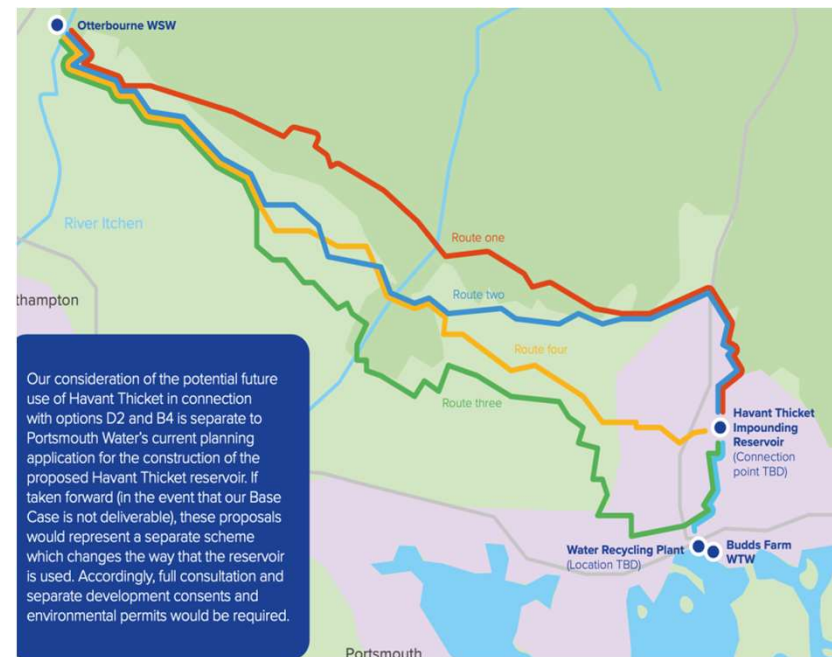 Otterbourne WSW
River Itchen
Route one
thampton
Route two
Route four
Route three
Our consideration of the potential future
use of Havant Thicket in connection
with options D2 and B4 is separate to
Portsmouth Water's current planning
application for the construction of the
proposed Havant Thicket reservoir. If
taken forward (in the event that our Base
Case is not deliverable), these proposals
would represent a separate scheme
which changes the way that the reservoir
is used. Accordingly, full consultation and
separate development consents and
environmental permits would be required.
Havant Thicket
Impounding
Reservoir
(Connection
point TBD)
Water Recycling Plant
(Location TBD)
Budds Farm
WTW
Portsmouth